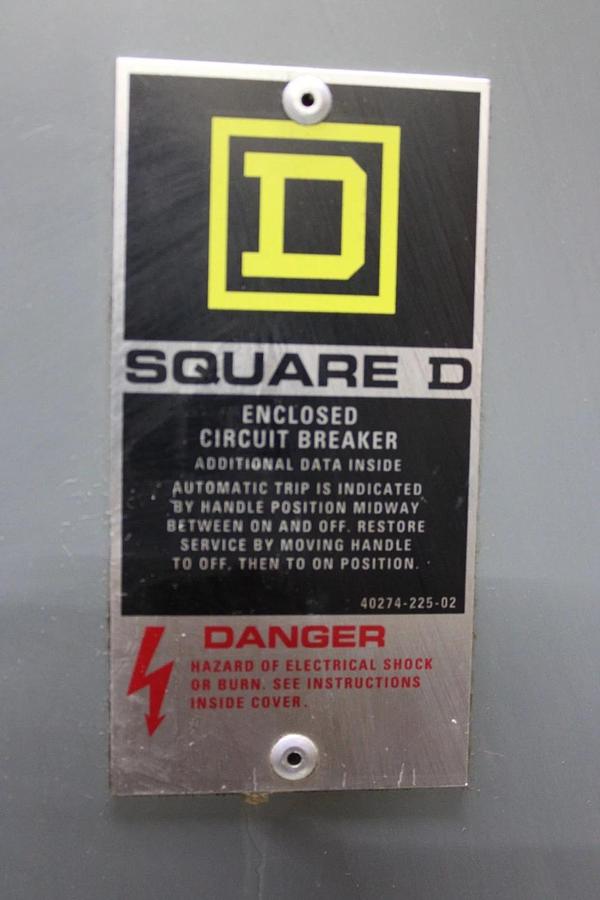 D
SQUARE D
ENCLOSED
CIRCUIT BREAKER
ADDITIONAL DATA INSIDE
AUTOMATIC TRIP IS INDICATED
BY HANDLE POSITION MIDWAY
BETWEEN ON AND OFF. RESTORE
SERVICE BY MOVING HANDLE
TO OFF, THEN TO ON POSITION.
40274-225-02
DANGER
HAZARD OF ELECTRICAL SHOCK
OR BURN. SEE INSTRUCTIONS
INSIDE COVER.